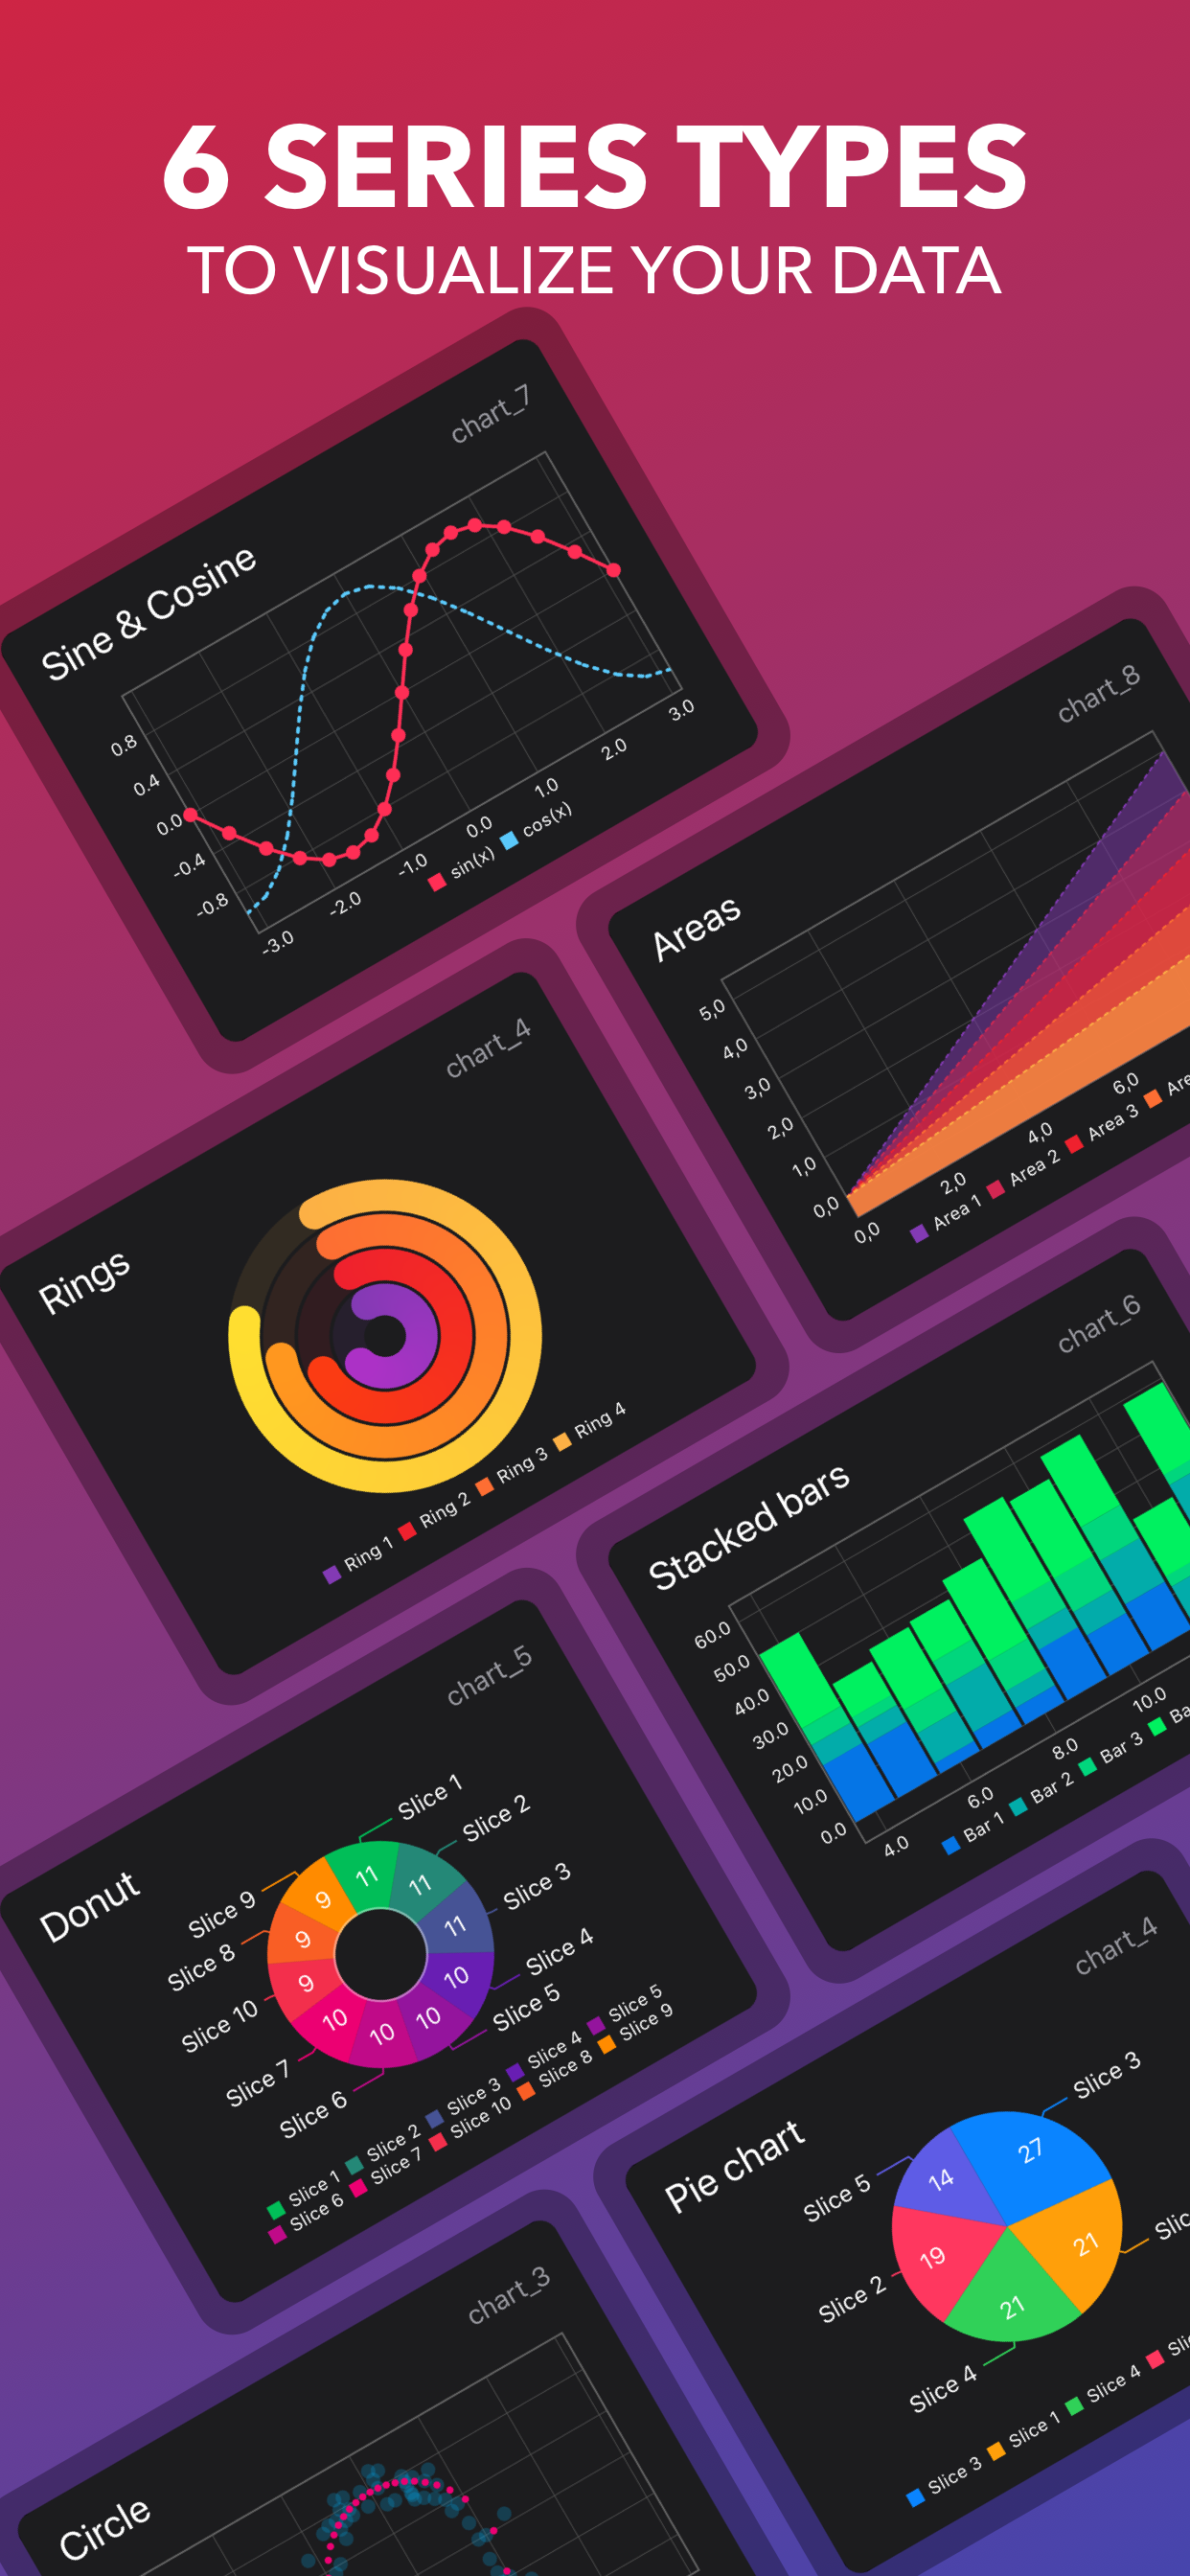 6 SERIES TYPES
TO VISUALIZE YOUR DATA
chart_7
Sine & Cosine
0.8
0.4
0.0
-0.4
-0.8
-3.0
-2.0
-1.0
0.0
1.0
2.0
3.0
sin(x) cos(x)
chart_8
Areas
5,0
4,0
3,0
2,0
1,0
0,0
0,0
2,0
4,0
6,0
Area 1 Area 2 Area 3
chart_4
Rings
Ring 1 Ring 2 Ring 3 Ring 4
chart_6
Stacked bars
60.0
50.0
40.0
30.0
20.0
10.0
0.0
4.0
6.0
8.0
10.0
Bar 1 Bar 2 Bar 3
chart_5
Donut
Slice 1
Slice 2
Slice 3
Slice 4
Slice 5
Slice 6
Slice 7
Slice 10
Slice 8
Slice 9
11
11
11
10
10
10
10
9
9
9
Slice 1 Slice 2 Slice 3 Slice 4 Slice 5
Slice 6 Slice 7 Slice 10 Slice 8 Slice 9
chart_4
Pie chart
Slice 3
Slice 5
Slice 2
Slice 4
27
21
21
19
14
Slice 3 Slice 1 Slice 4
chart_3
Circle